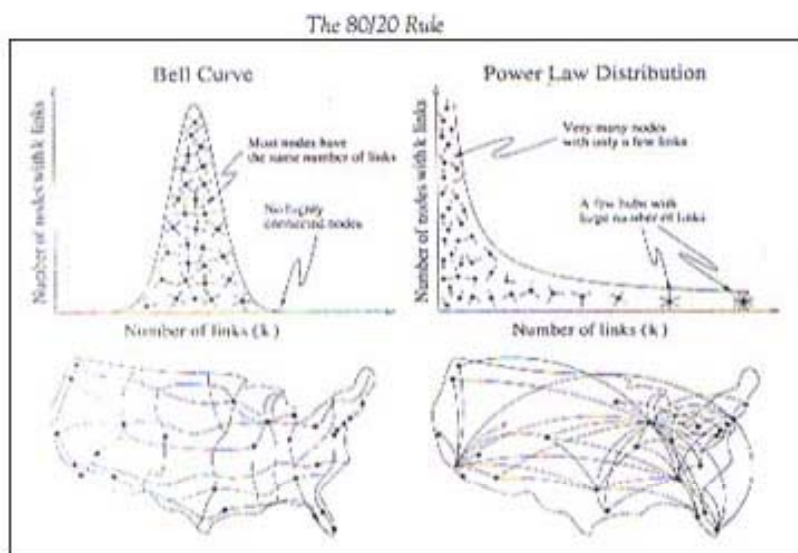 The 80/20 Rule
Bell Curve
Number of nodes with k links
Most nodes have
the same number of links
No highly
connected nodes
Number of links (k)
Power Law Distribution
Number of nodes with k links
Very many nodes
with only a few links
A few hubs with
large number of links
Number of links (k)